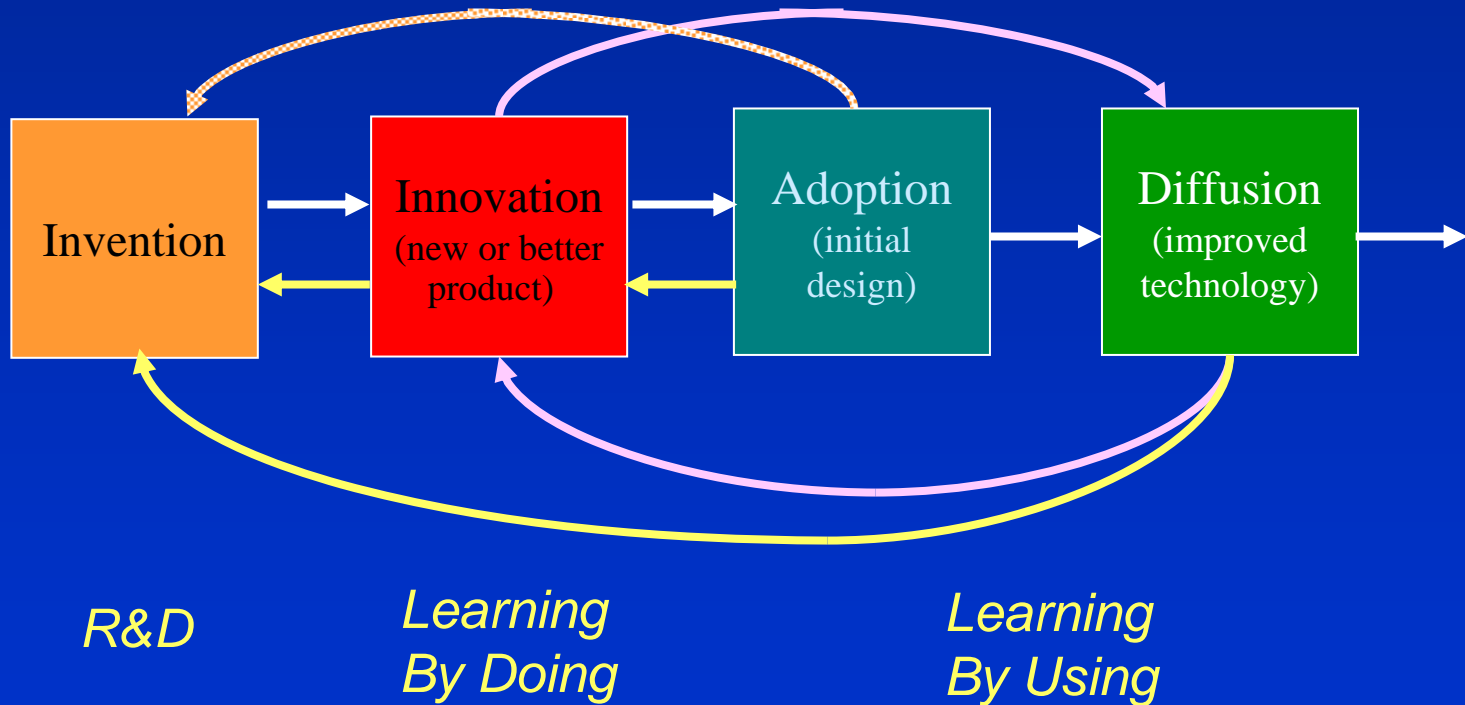 Invention
Innovation
(new or better
product)
Adoption
(initial
design)
Diffusion
(improved
technology)
R&D
Learning
By Doing
Learning
By Using